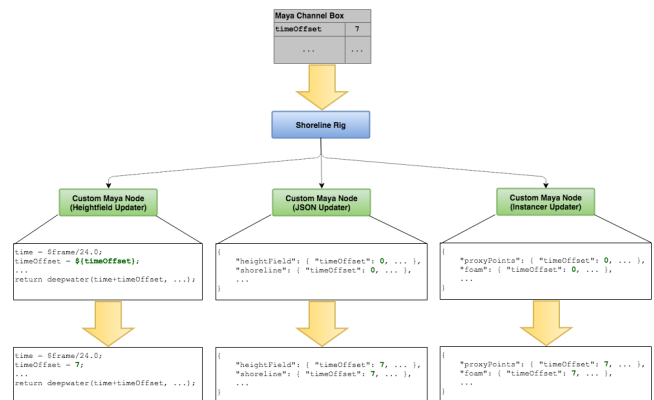 Maya Channel Box
timeOffset 7
... ...
Shoreline Rig
Custom Maya Node
(Heightfield Updater)
Custom Maya Node
(JSON Updater)
Custom Maya Node
(Instancer Updater)
time = $frame/24.0;
timeOffset = ${timeOffset};
...
return deepwater(time+timeOffset, ...);
{
"heightField": { "timeOffset": 0, ... },
"shoreline": { "timeOffset": 0, ... },
...
}
{
"proxyPoints": { "timeOffset": 0, ... },
"foam": { "timeOffset": 0, ... },
...
}
time = $frame/24.0;
timeOffset = 7;
...
return deepwater(time+timeOffset, ...);
{
"heightField": { "timeOffset": 7, ... },
"shoreline": { "timeOffset": 7, ... },
...
}
{
"proxyPoints": { "timeOffset": 7, ... },
"foam": { "timeOffset": 7, ... },
...
}